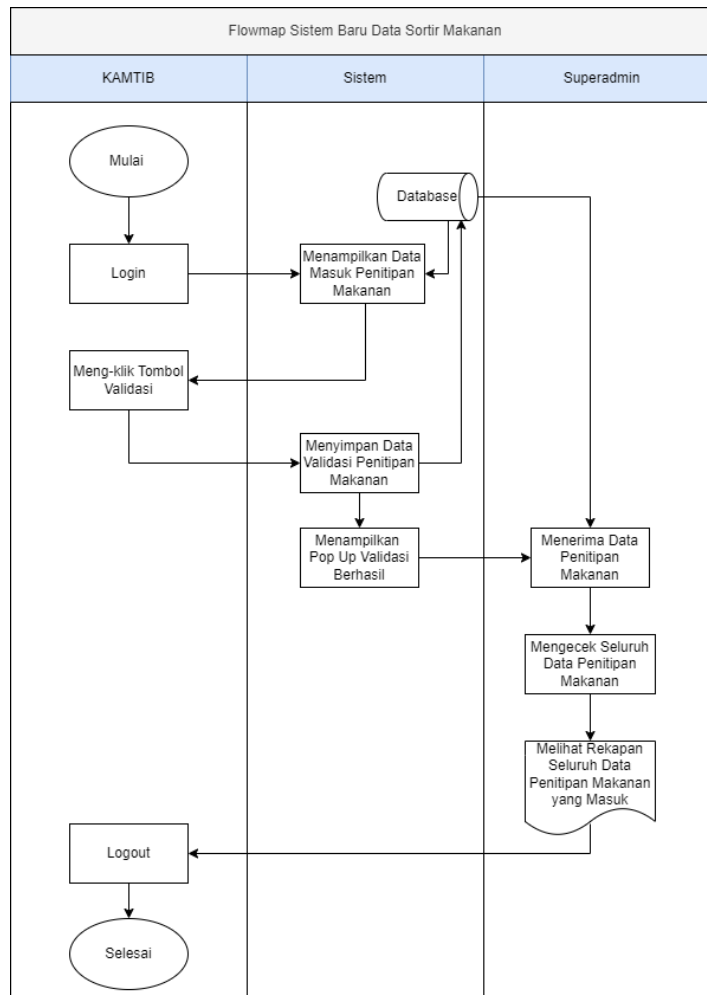 Flowmap Sistem Baru Data Sortir Makanan
KAMTIB
Sistem
Superadmin
Mulai
Database
Login
Menampilkan Data
Masuk Penitipan
Makanan
Meng-klik Tombol
Validasi
Menyimpan Data
Validasi Penitipan
Makanan
Menampilkan
Pop Up Validasi
Berhasil
Menerima Data
Penitipan
Makanan
Mengecek Seluruh
Data Penitipan
Makanan
Melihat Rekapan
Seluruh Data
Penitipan Makanan
yang Masuk
Logout
Selesai